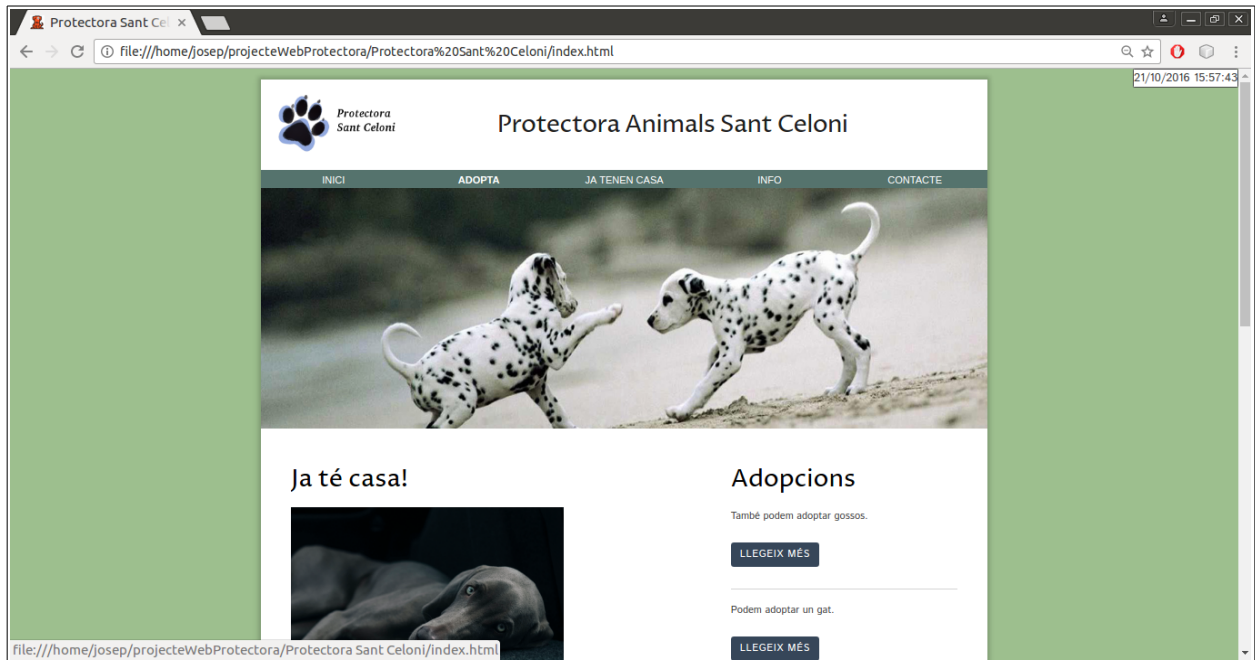 Protectora Sant Cel
file:///home/josep/projecteWebProtectora/Protectora%20Sant%20Celoni/index.html
21/10/2016 15:57:43
Protectora
Sant Celoni
Protectora Animals Sant Celoni
INICI ADOPTA JA TENEN CASA INFO CONTACTE
Ja té casa!
Adopcions
També podem adoptar gossos.
LLEGEIX MÉS
Podem adoptar un gat.
LLEGEIX MÉS
file:///home/josep/projecteWebProtectora/Protectora Sant Celoni/index.html